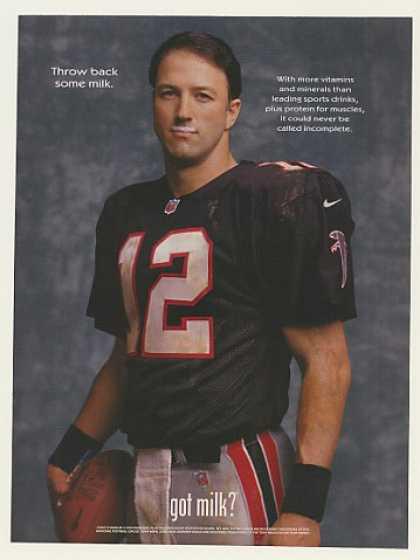 Throw back
some milk.
With more vitamins
and minerals than
leading sports drinks,
plus protein for muscles,
it could never be
called incomplete.
12
12
got milk?